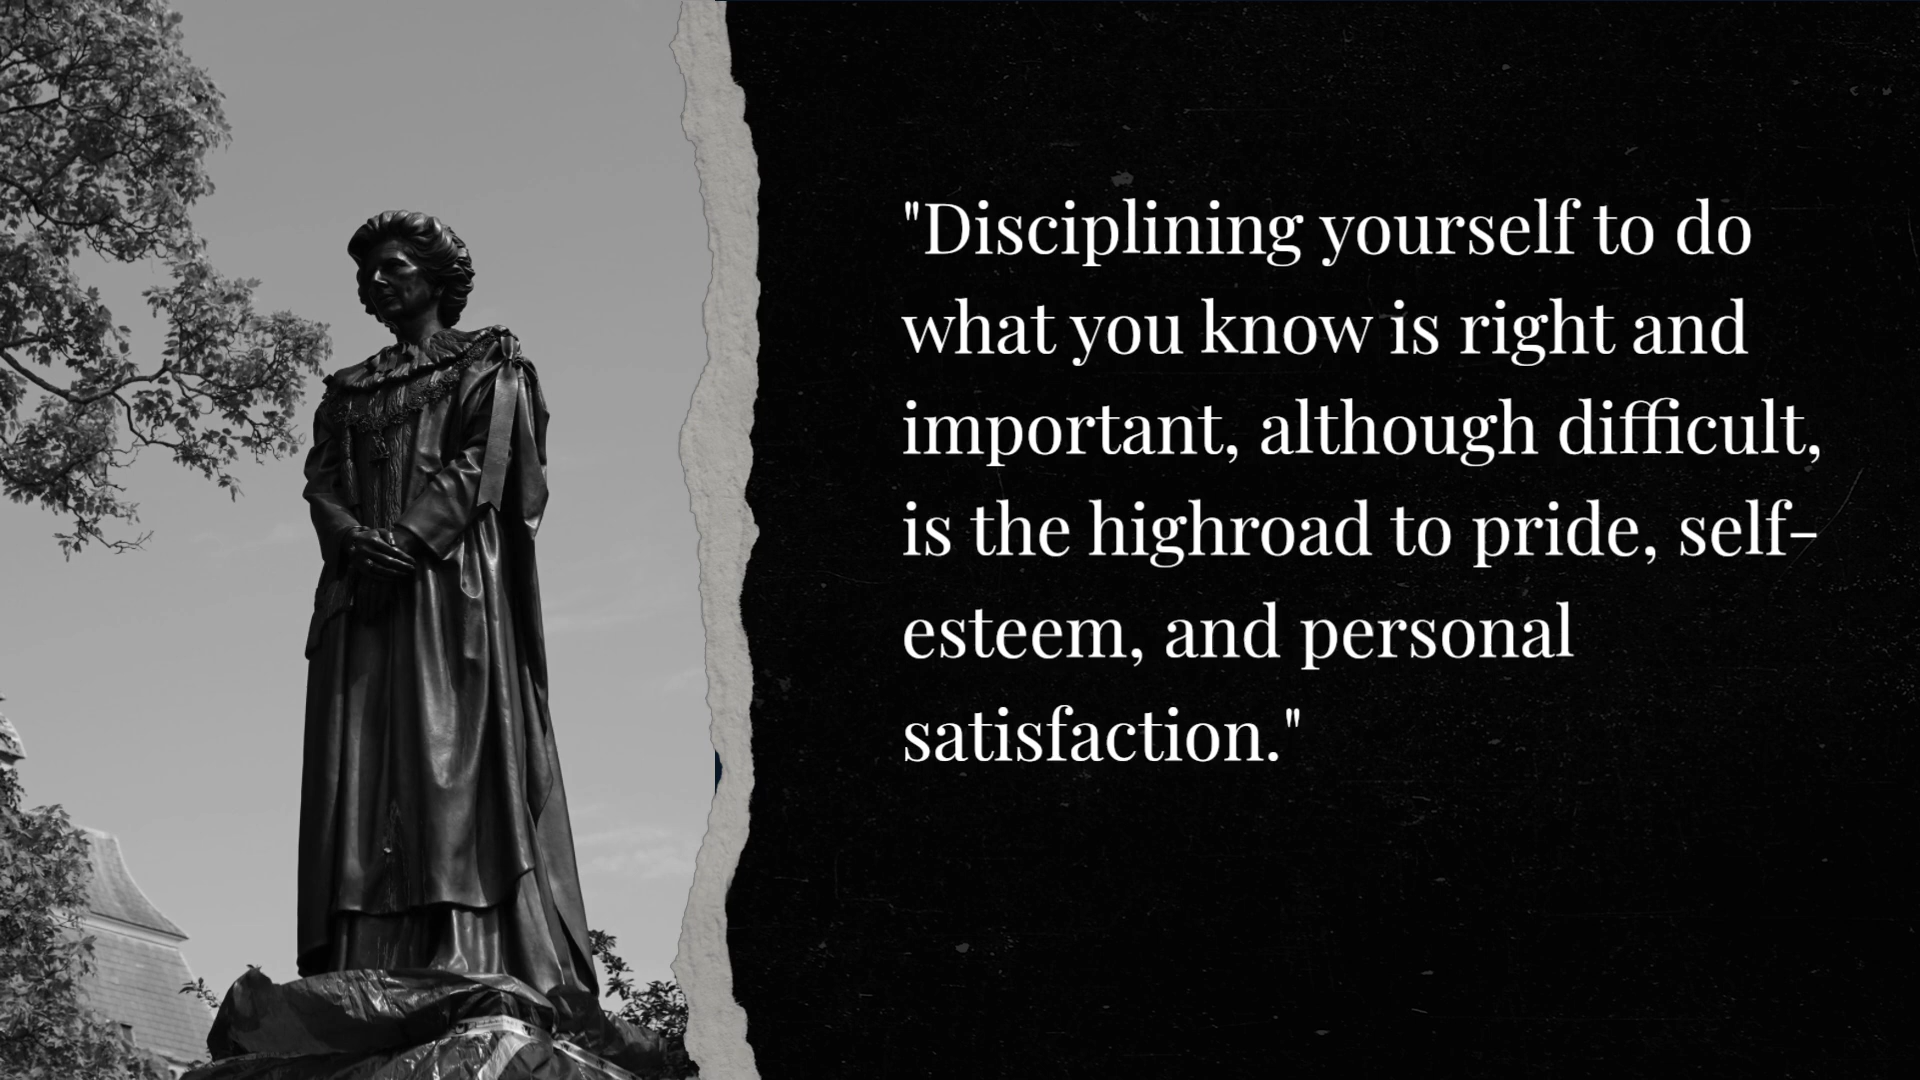 "Disciplining yourself to do
what you know is right and
important, although difficult,
is the highroad to pride, self-
esteem, and personal
satisfaction."